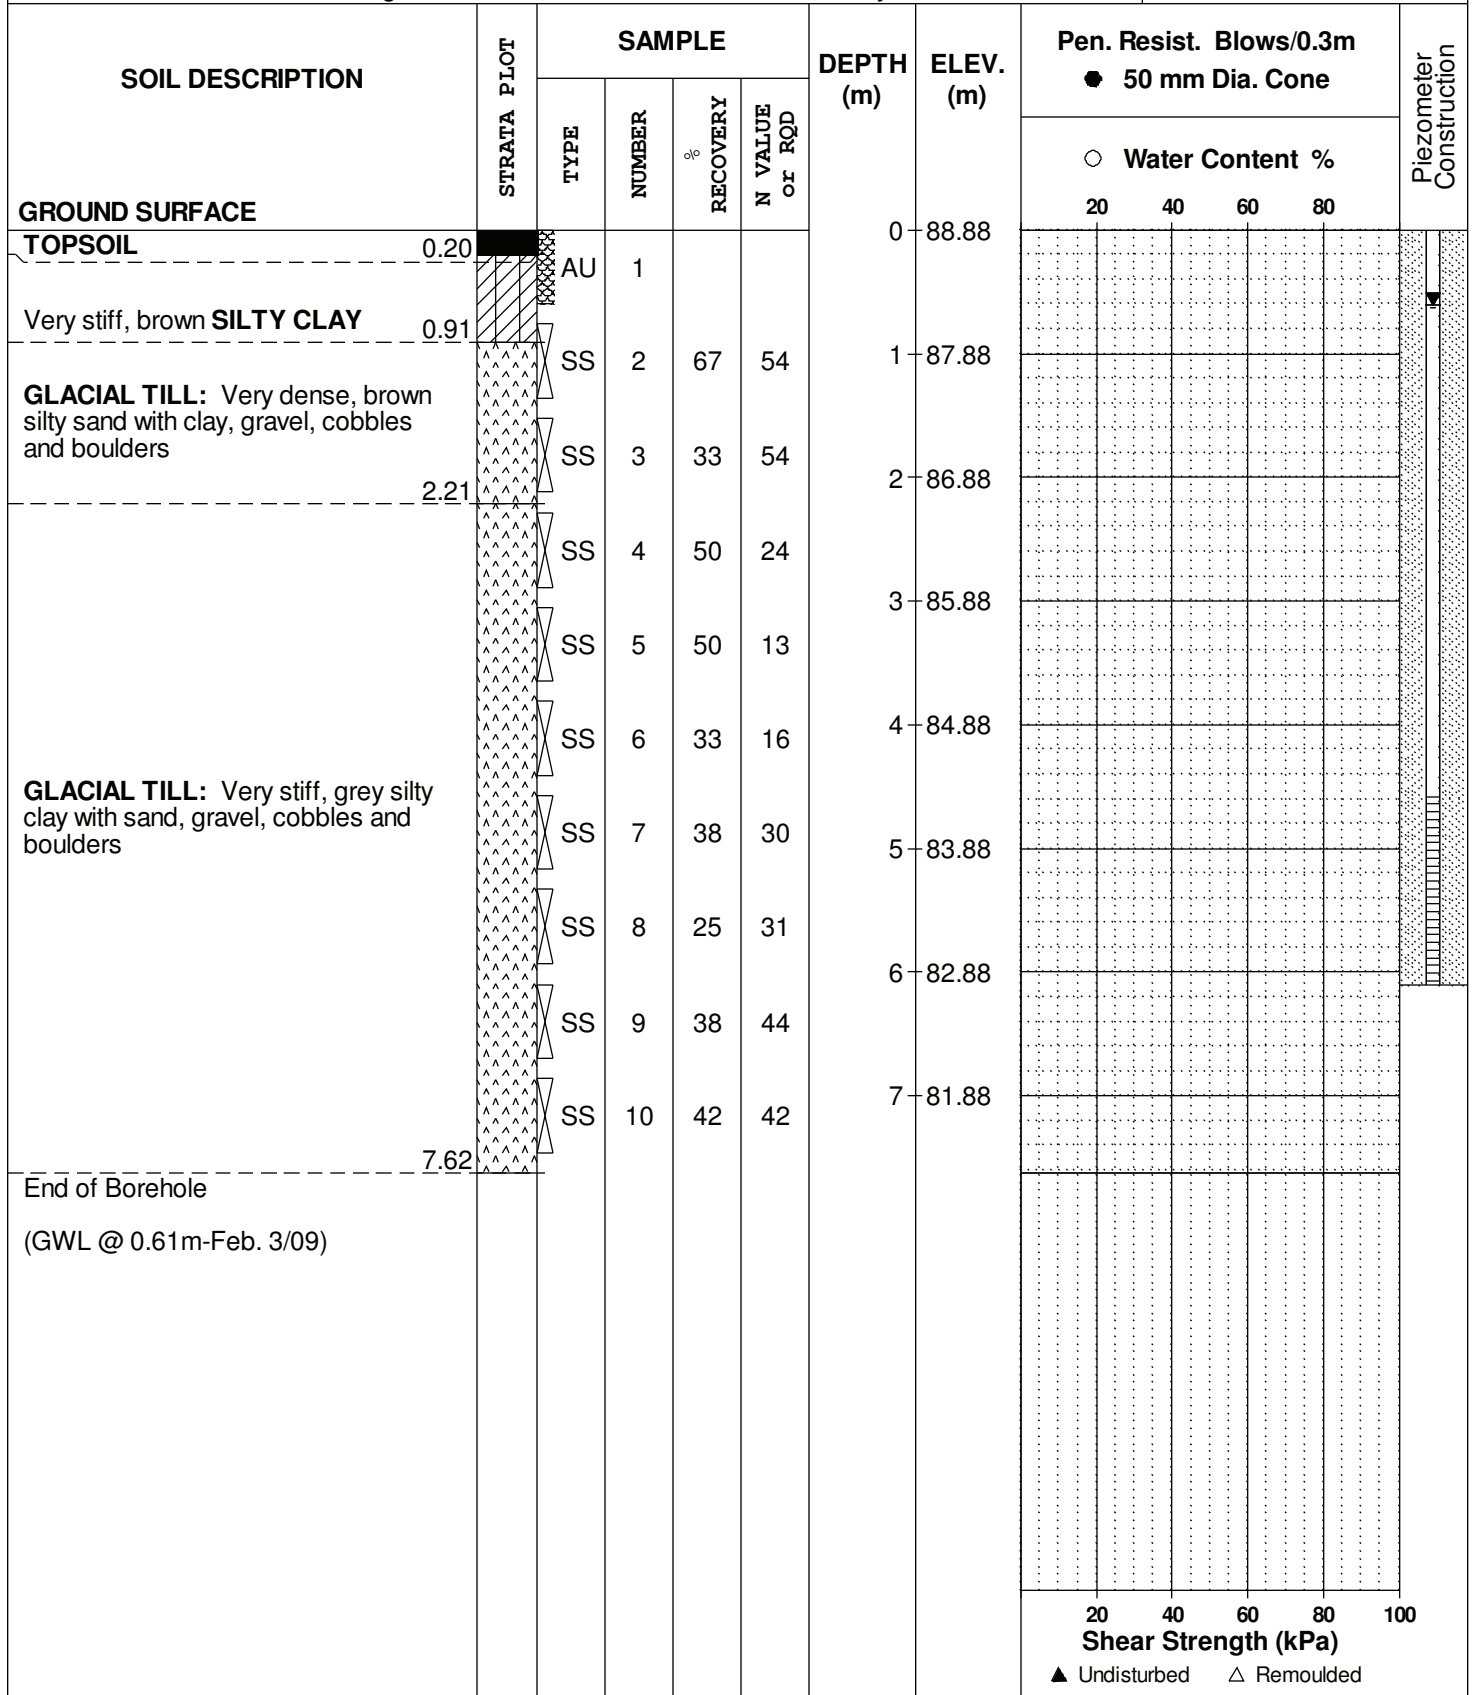 SOIL DESCRIPTION
GROUND SURFACE
STRATA PLOT
SAMPLE
TYPE
NUMBER
% RECOVERY
N VALUE or RQD
DEPTH (m)
ELEV. (m)
Pen. Resist. Blows/0.3m
● 50 mm Dia. Cone
○ Water Content %
20 40 60 80
Piezometer Construction
TOPSOIL 0.20
Very stiff, brown SILTY CLAY 0.91
GLACIAL TILL: Very dense, brown
silty sand with clay, gravel, cobbles
and boulders
2.21
GLACIAL TILL: Very stiff, grey silty
clay with sand, gravel, cobbles and
boulders
7.62
End of Borehole
(GWL @ 0.61m-Feb. 3/09)
AU 1
SS 2 67 54
SS 3 33 54
SS 4 50 24
SS 5 50 13
SS 6 33 16
SS 7 38 30
SS 8 25 31
SS 9 38 44
SS 10 42 42
0 88.88
1 87.88
2 86.88
3 85.88
4 84.88
5 83.88
6 82.88
7 81.88
20 40 60 80 100
Shear Strength (kPa)
▲ Undisturbed △ Remoulded